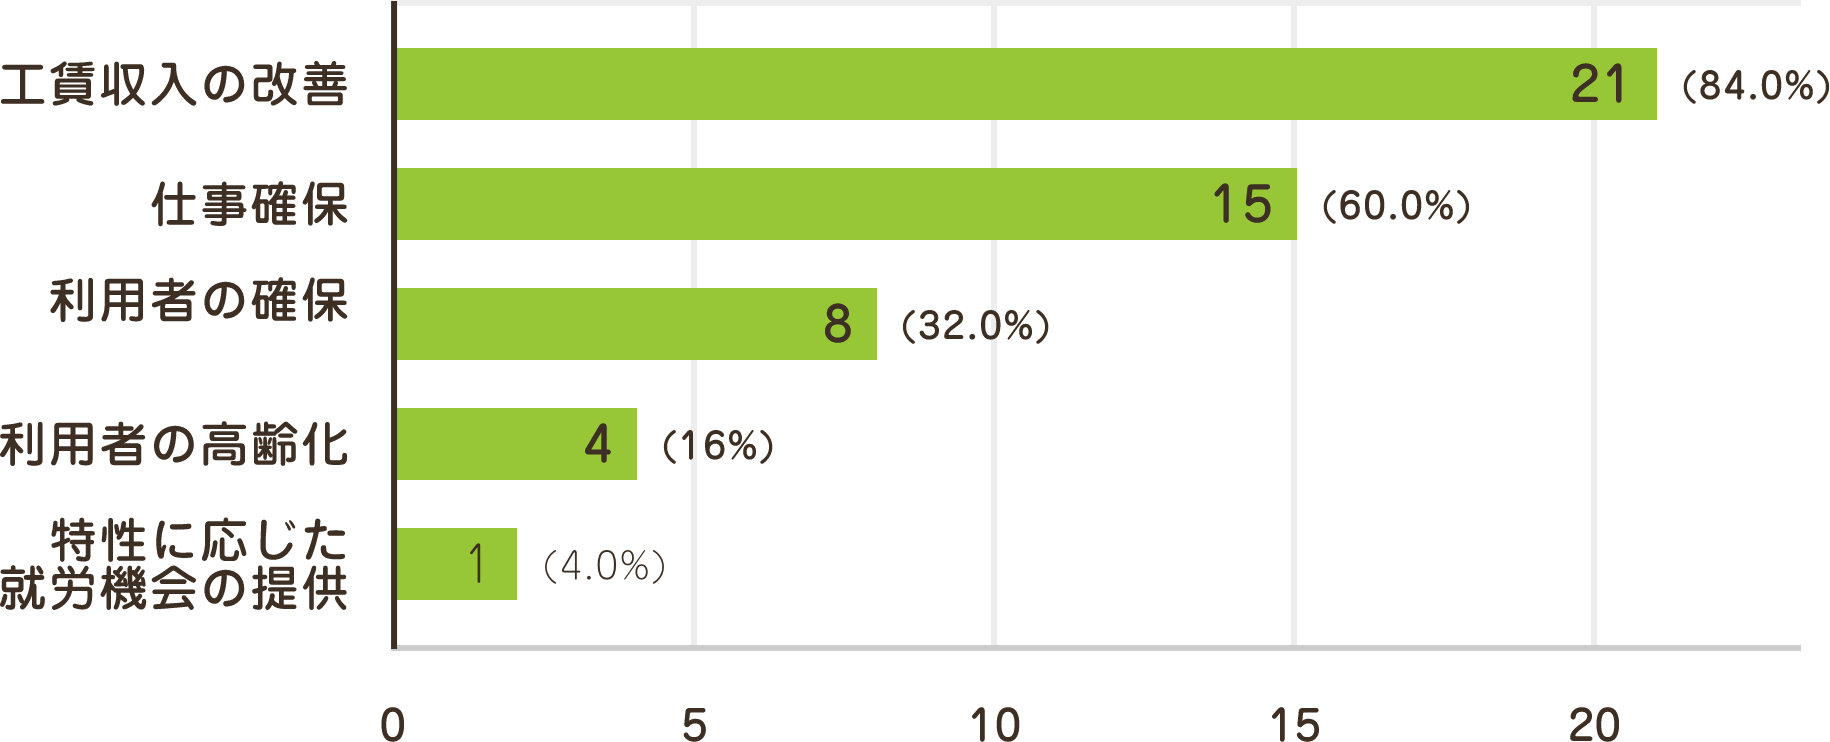 工賃収入の改善 21 (84.0%)
仕事確保 15 (60.0%)
利用者の確保 8 (32.0%)
利用者の高齢化 4 (16%)
特性に応じた
就労機会の提供 1 (4.0%)
0 5 10 15 20